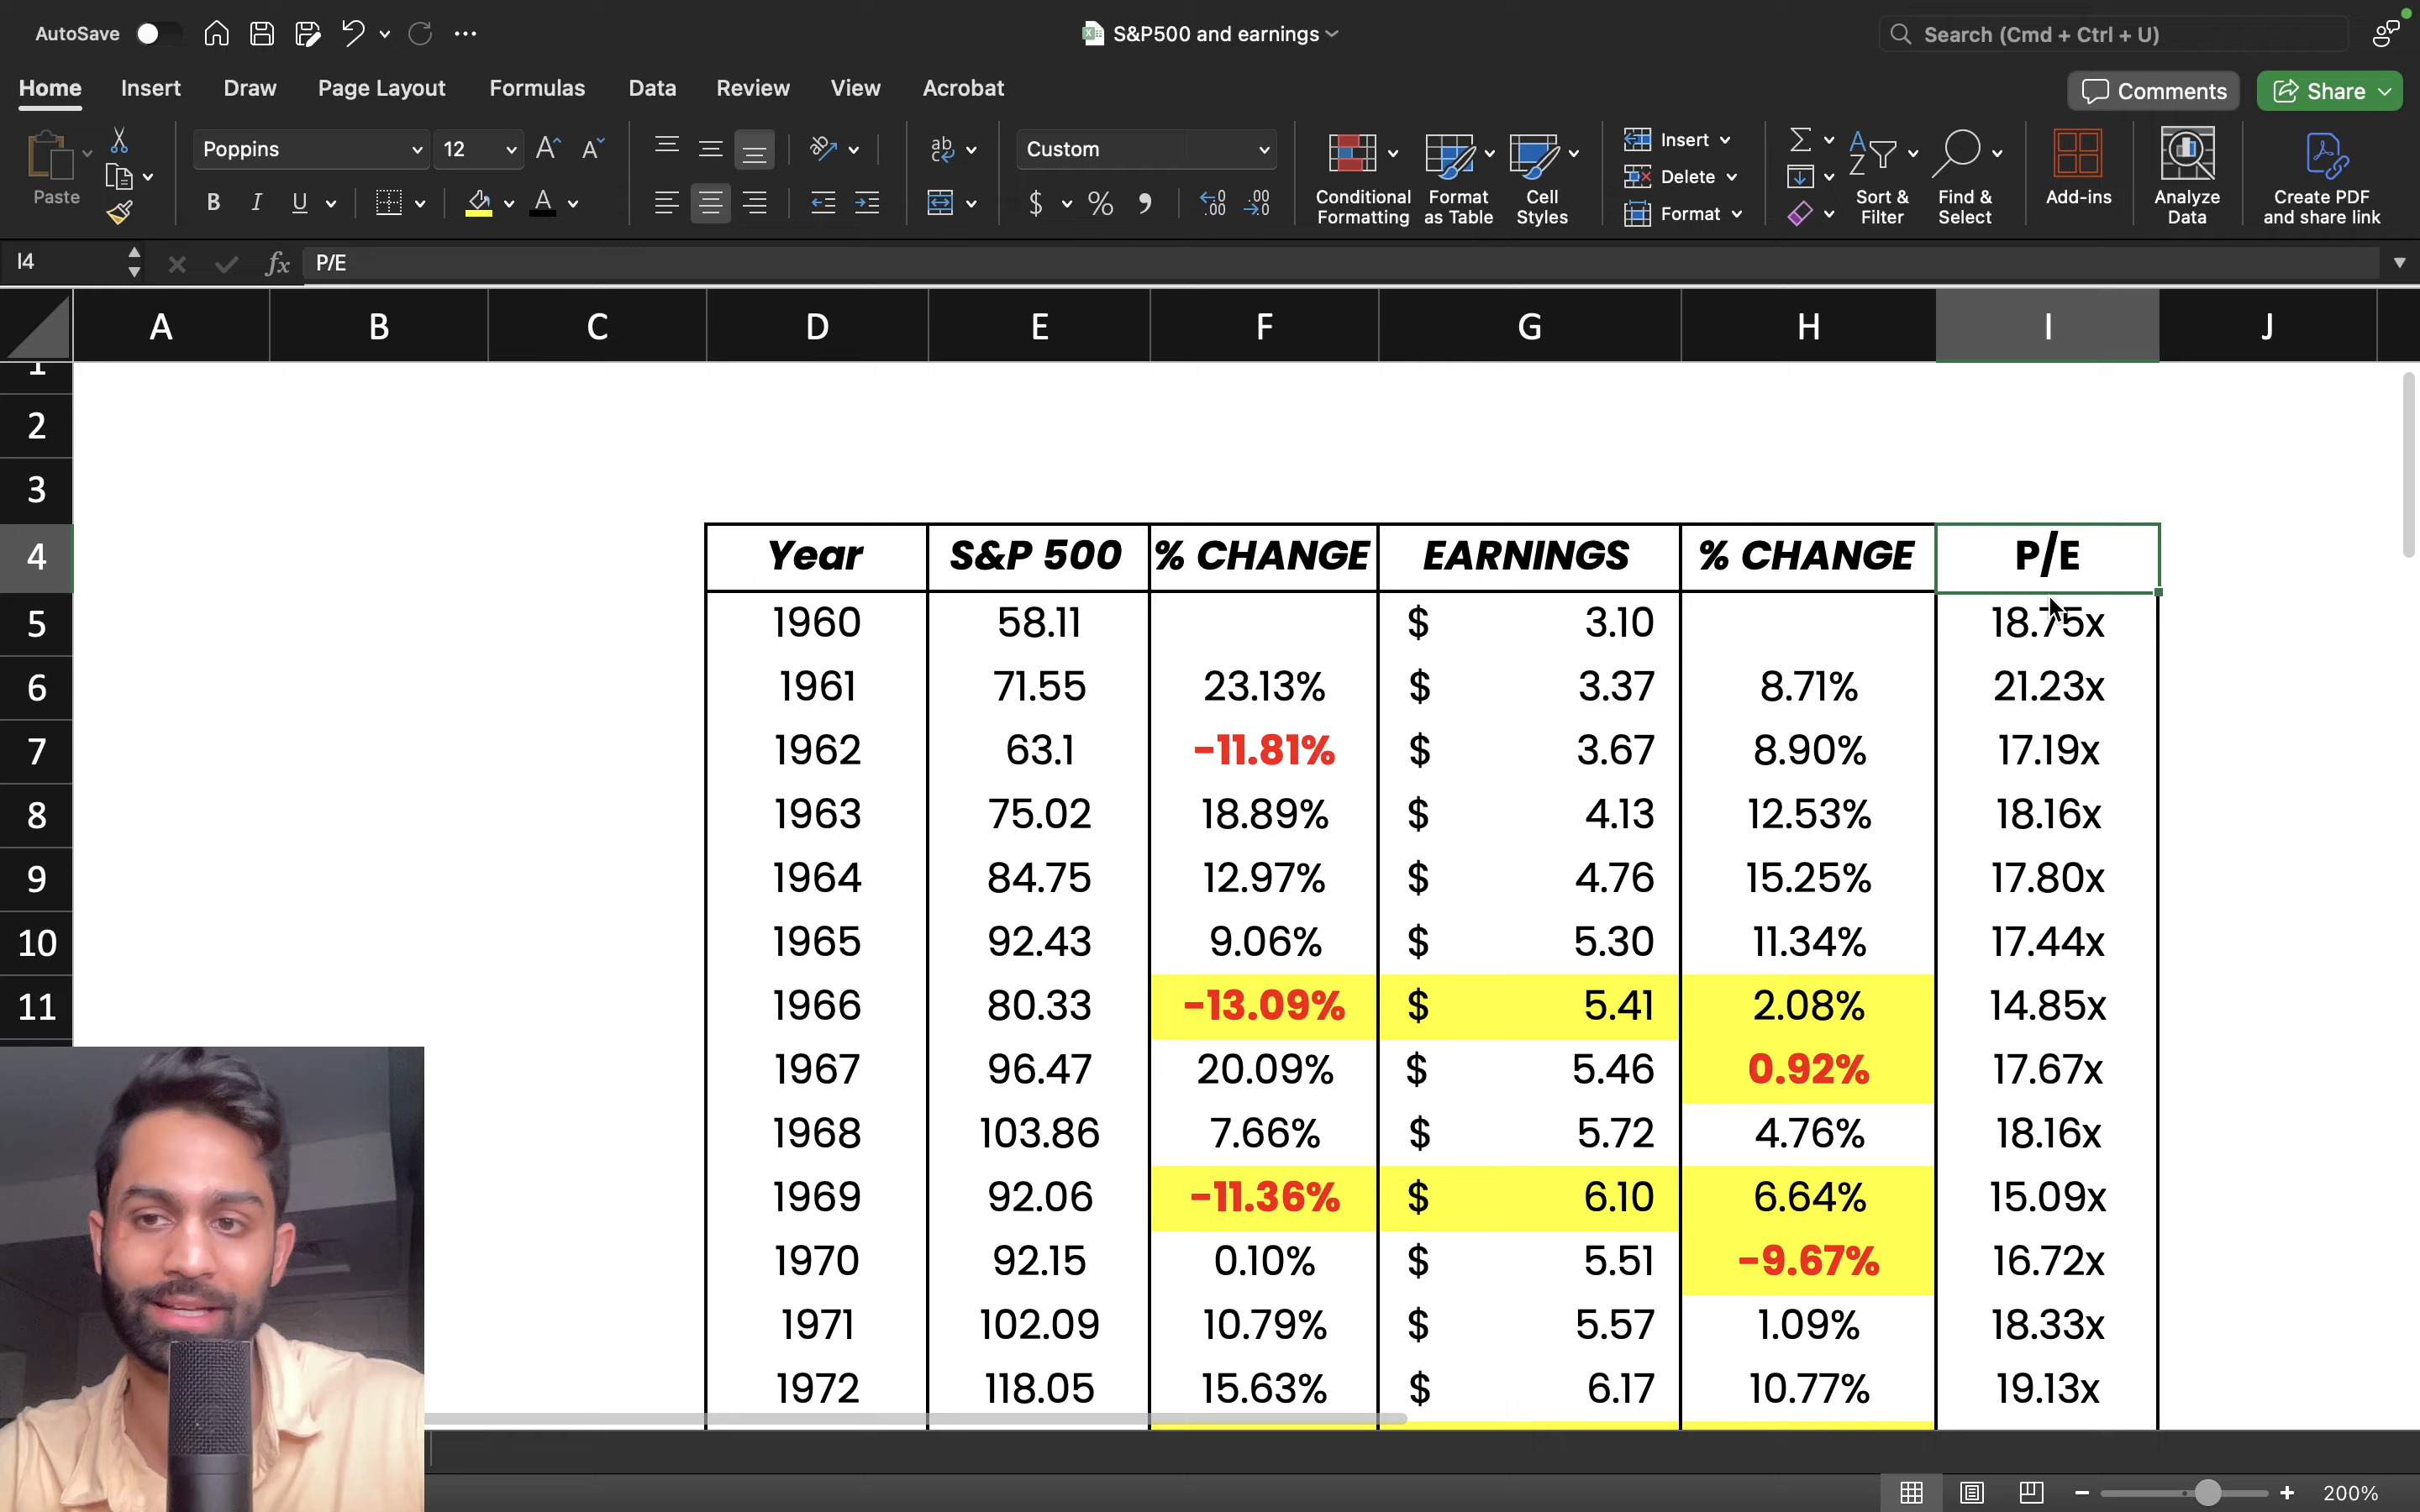 AutoSave S&P500 and earnings Search (Cmd + Ctrl + U)
Home Insert Draw Page Layout Formulas Data Review View Acrobat Comments Share
Paste Poppins 12 Custom Insert
Delete
Format
Conditional Formatting Format as Table Cell Styles Sort & Filter Find & Select Add-ins Analyze Data Create PDF and share link
I4 fx P/E
A B C D E F G H I J
1
2
3
4 Year S&P 500 % CHANGE EARNINGS % CHANGE P/E
5 1960 58.11 $ 3.10 18.75x
6 1961 71.55 23.13% $ 3.37 8.71% 21.23x
7 1962 63.1 -11.81% $ 3.67 8.90% 17.19x
8 1963 75.02 18.89% $ 4.13 12.53% 18.16x
9 1964 84.75 12.97% $ 4.76 15.25% 17.80x
10 1965 92.43 9.06% $ 5.30 11.34% 17.44x
11 1966 80.33 -13.09% $ 5.41 2.08% 14.85x
1967 96.47 20.09% $ 5.46 0.92% 17.67x
1968 103.86 7.66% $ 5.72 4.76% 18.16x
1969 92.06 -11.36% $ 6.10 6.64% 15.09x
1970 92.15 0.10% $ 5.51 -9.67% 16.72x
1971 102.09 10.79% $ 5.57 1.09% 18.33x
1972 118.05 15.63% $ 6.17 10.77% 19.13x
200%